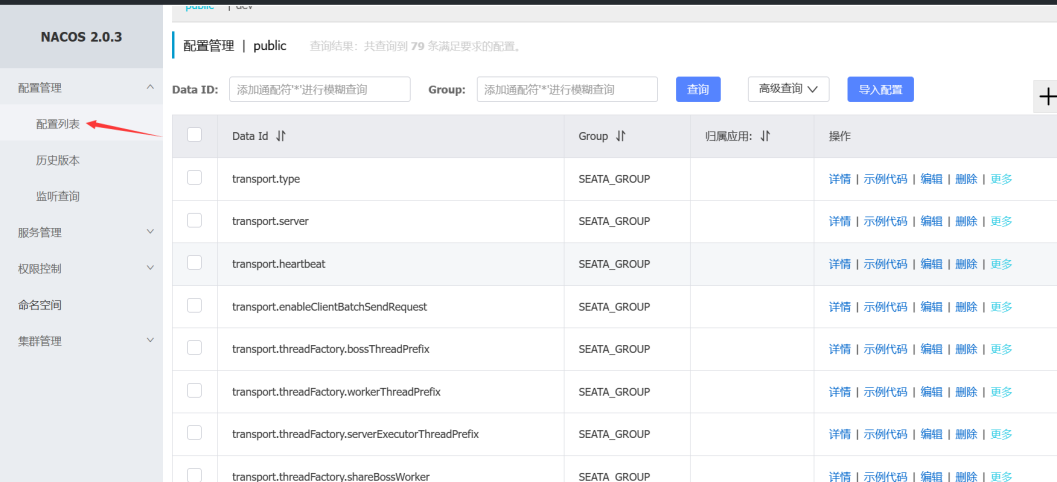 public | dev
NACOS 2.0.3
配置管理 | public 查询结果：共查询到 79 条满足要求的配置。
配置管理
Data ID: 添加通配符'*'进行模糊查询 Group: 添加通配符'*'进行模糊查询 查询 高级查询 导入配置
配置列表
历史版本
监听查询
服务管理
权限控制
命名空间
集群管理
Data Id Group 归属应用: 操作
transport.type SEATA_GROUP 详情 | 示例代码 | 编辑 | 删除 | 更多
transport.server SEATA_GROUP 详情 | 示例代码 | 编辑 | 删除 | 更多
transport.heartbeat SEATA_GROUP 详情 | 示例代码 | 编辑 | 删除 | 更多
transport.enableClientBatchSendRequest SEATA_GROUP 详情 | 示例代码 | 编辑 | 删除 | 更多
transport.threadFactory.bossThreadPrefix SEATA_GROUP 详情 | 示例代码 | 编辑 | 删除 | 更多
transport.threadFactory.workerThreadPrefix SEATA_GROUP 详情 | 示例代码 | 编辑 | 删除 | 更多
transport.threadFactory.serverExecutorThreadPrefix SEATA_GROUP 详情 | 示例代码 | 编辑 | 删除 | 更多
transport.threadFactory.shareBossWorker SEATA_GROUP 详情 | 示例代码 | 编辑 | 删除 | 更多